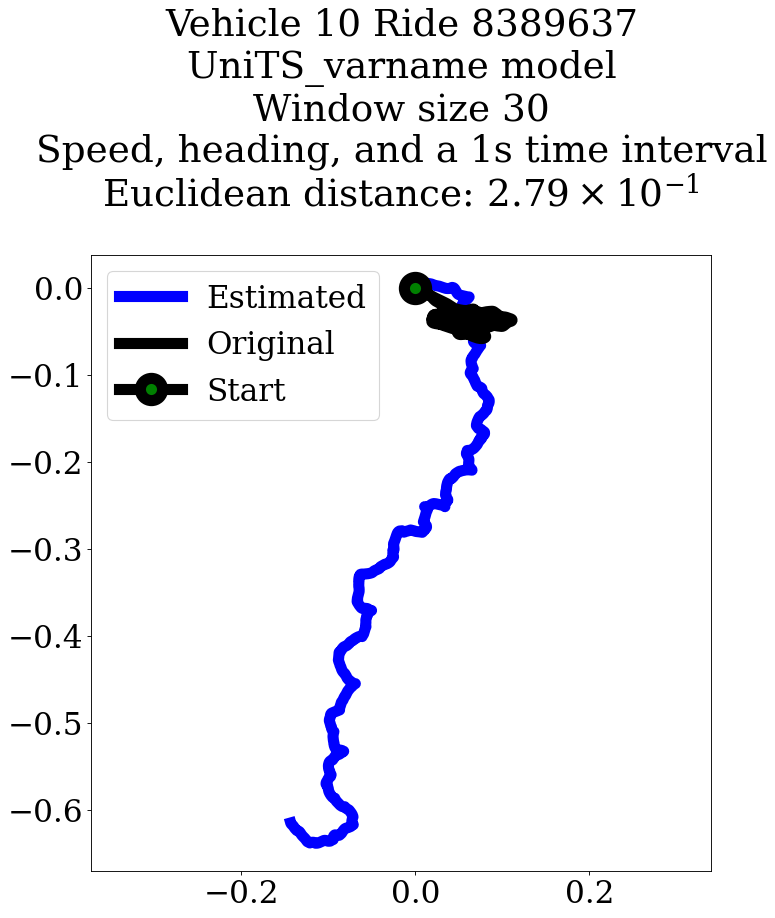 Vehicle 10 Ride 8389637
UniTS_varname model
Window size 30
Speed, heading, and a 1s time interval
Euclidean distance: 2.79 × 10⁻¹
Estimated
Original
Start
0.0
−0.1
−0.2
−0.3
−0.4
−0.5
−0.6
−0.2 0.0 0.2